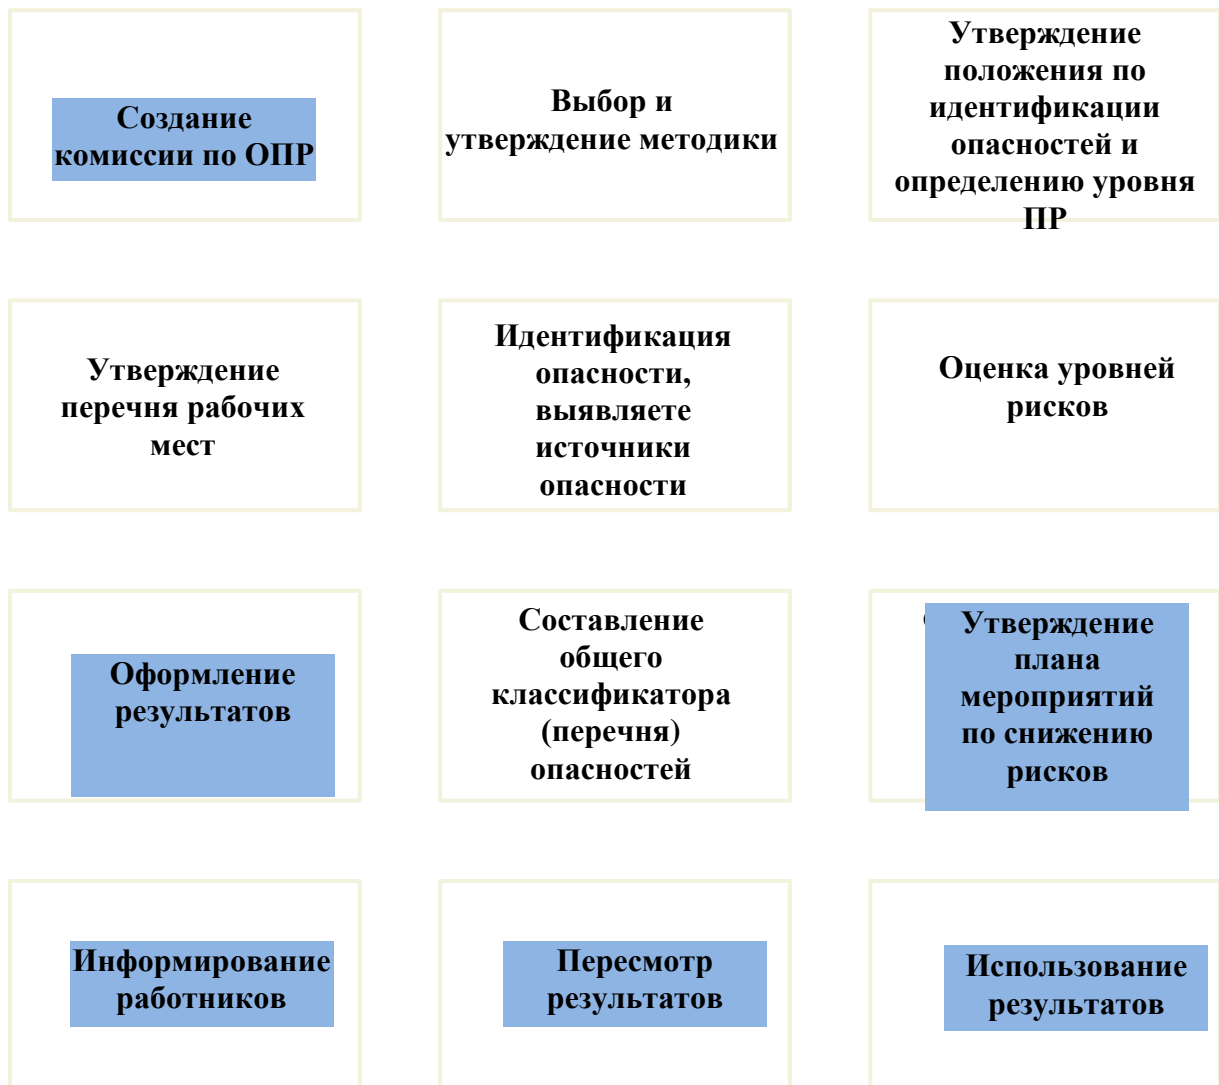 Создание
комиссии по ОПР
Выбор и
утверждение методики
Утверждение
положения по
идентификации
опасностей и
определению уровня
ПР
Утверждение
перечня рабочих
мест
Идентификация
опасности,
выявляете
источники
опасности
Оценка уровней
рисков
Оформление
результатов
Составление
общего
классификатора
(перечня)
опасностей
Утверждение
плана
мероприятий
по снижению
рисков
Информирование
работников
Пересмотр
результатов
Использование
результатов